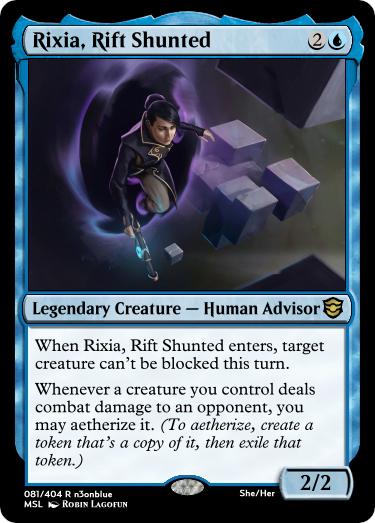 Rixia, Rift Shunted 2
Legendary Creature — Human Advisor
When Rixia, Rift Shunted enters, target
creature can't be blocked this turn.
Whenever a creature you control deals
combat damage to an opponent, you
may aetherize it. (To aetherize, create a
token that's a copy of it, then exile that
token.)
2/2
081/404 R n3onblue She/Her
MSL Robin Lagofun